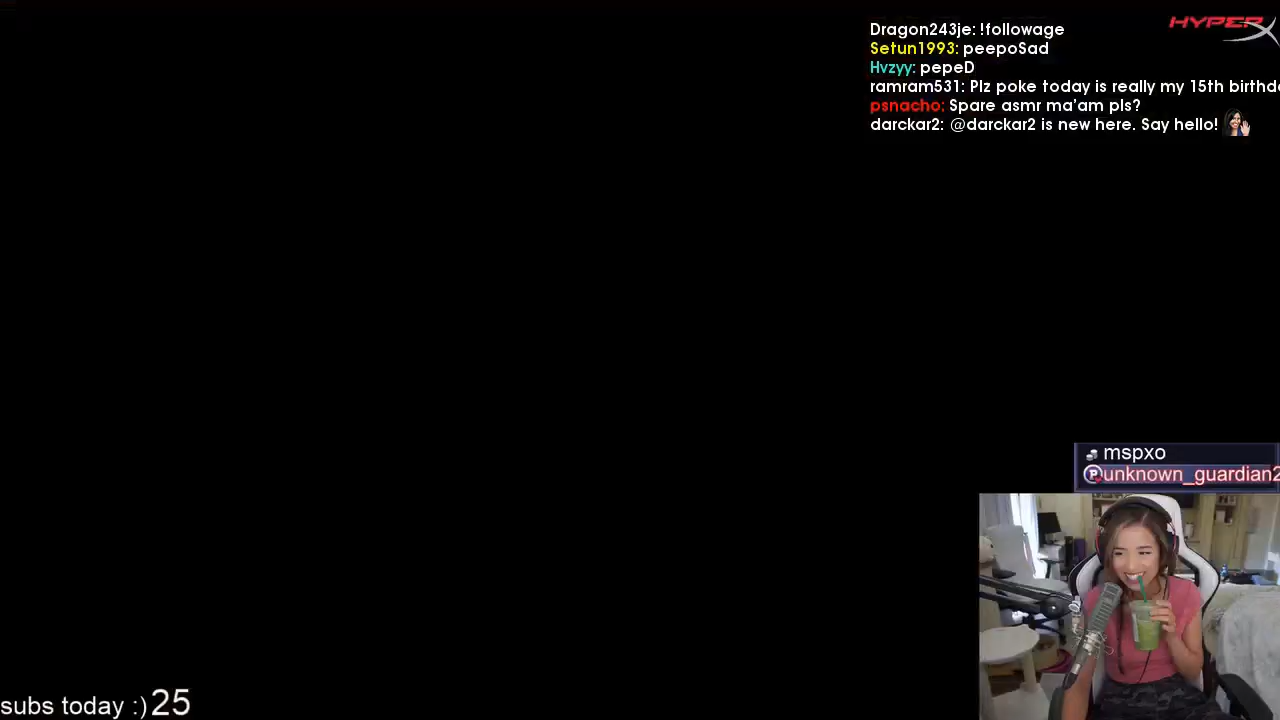 HYPERX
Dragon243je: !followage
Setun1993: peepoSad
Hvzyy: pepeD
ramram531: Plz poke today is really my 15th
psnacho: Spare asmr ma'am pls?
darckar2: @darckar2 is new here. Say hello!
mspxo
unknown_guardian2
subs today :) 25